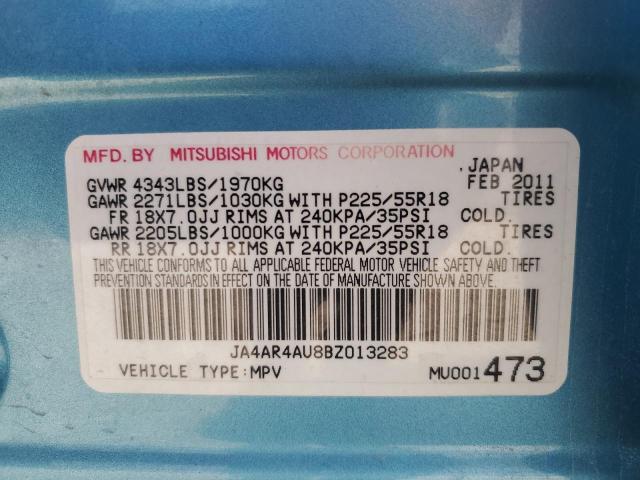 MFD. BY MITSUBISHI MOTORS CORPORATION
JAPAN
GVWR 4343LBS/1970KG FEB 2011
GAWR 2271LBS/1030KG WITH P225/55R18 TIRES
FR 18X7.0JJ RIMS AT 240KPA/35PSI COLD.
GAWR 2205LBS/1000KG WITH P225/55R18 TIRES
RR 18X7.0JJ RIMS AT 240KPA/35PSI COLD.
THIS VEHICLE CONFORMS TO ALL APPLICABLE FEDERAL MOTOR VEHICLE SAFETY AND THEFT
PREVENTION STANDARDS IN EFFECT ON THE DATE OF MANUFACTURE SHOWN ABOVE.
JA4AR4AU8BZ013283
VEHICLE TYPE:MPV MU001473